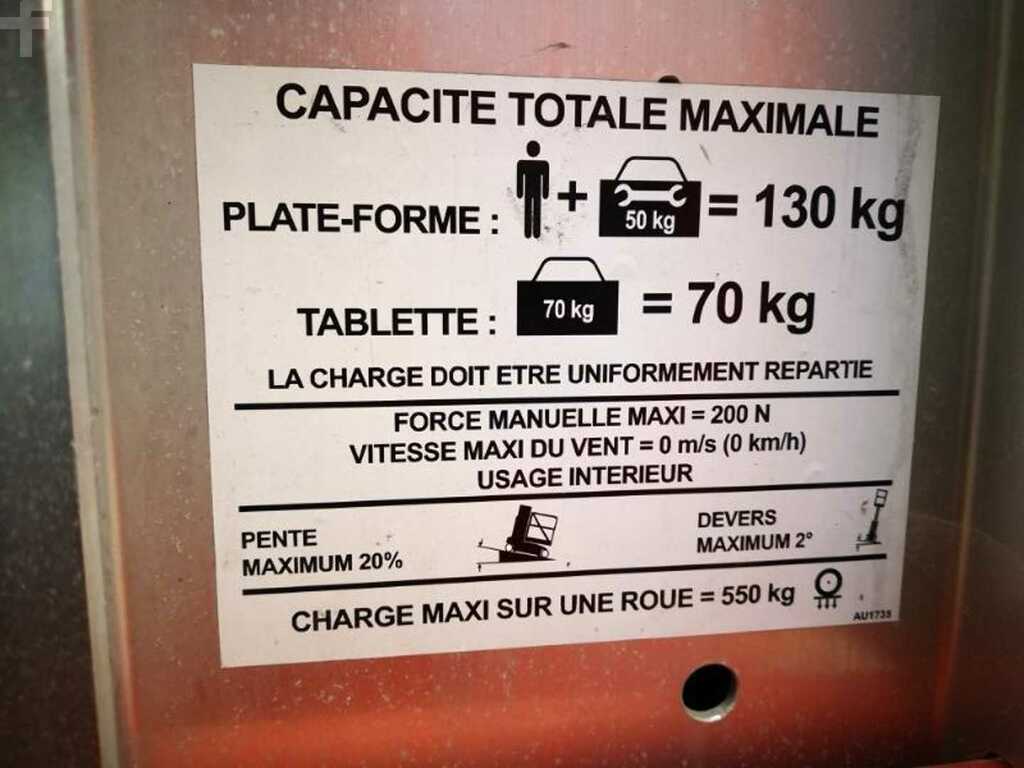 CAPACITE TOTALE MAXIMALE
PLATE-FORME : + 50 kg = 130 kg
TABLETTE : 70 kg = 70 kg
LA CHARGE DOIT ETRE UNIFORMEMENT REPARTIE
FORCE MANUELLE MAXI = 200 N
VITESSE MAXI DU VENT = 0 m/s (0 km/h)
USAGE INTERIEUR
PENTE
MAXIMUM 20%
DEVERS
MAXIMUM 2°
CHARGE MAXI SUR UNE ROUE = 550 kg
AU1735